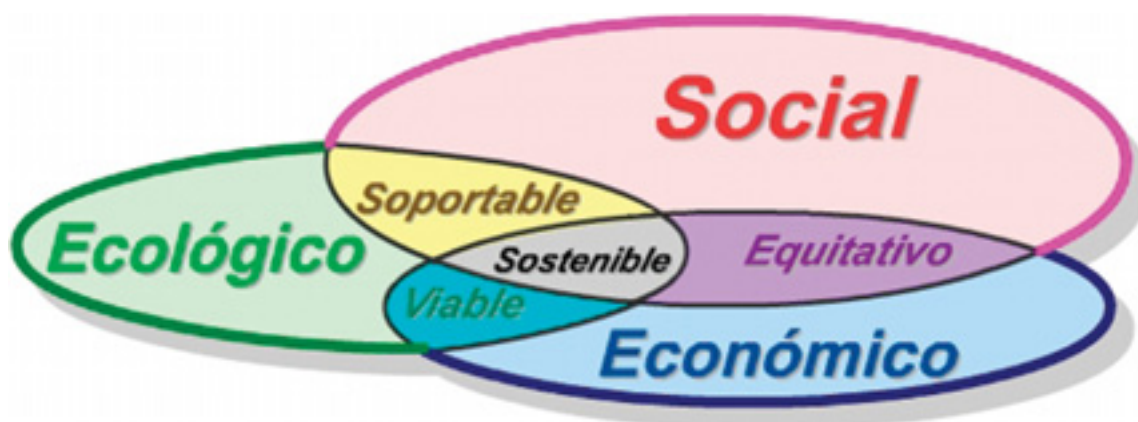 Social
Soportable
Ecológico
Sostenible
Equitativo
Viable
Económico